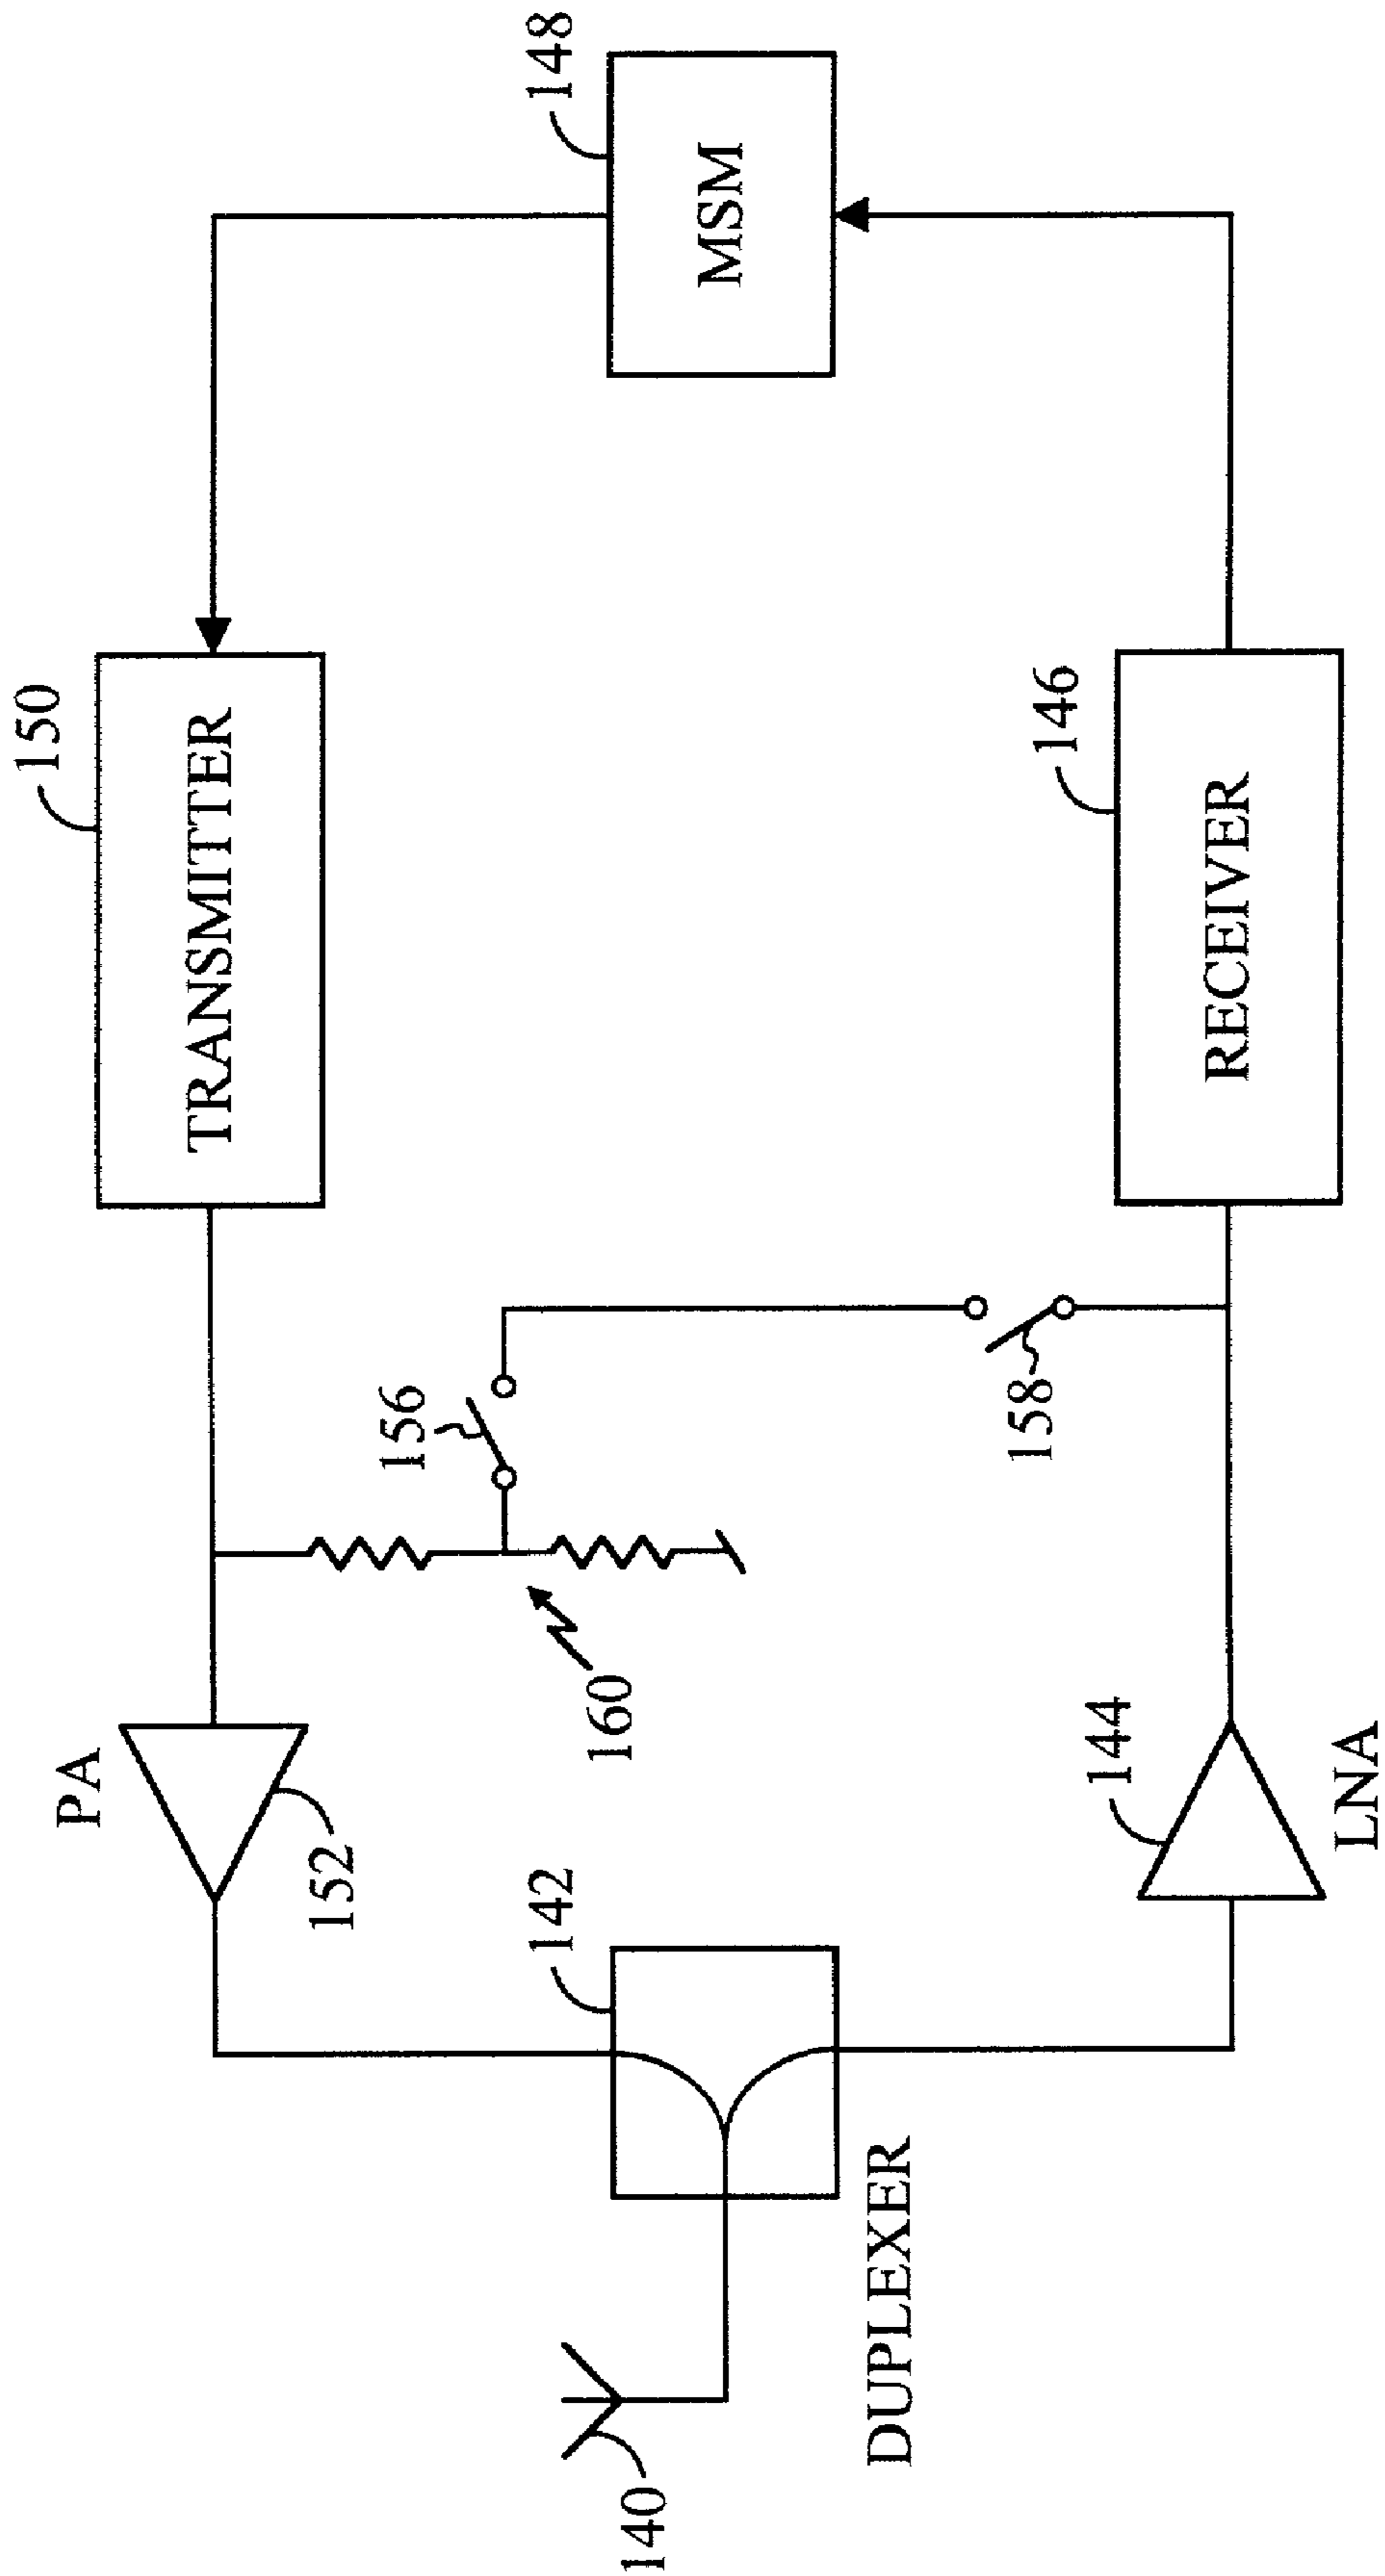 150
TRANSMITTER
PA
152
156
160
148
MSM
142
DUPLEXER
140
158
146
RECEIVER
144
LNA